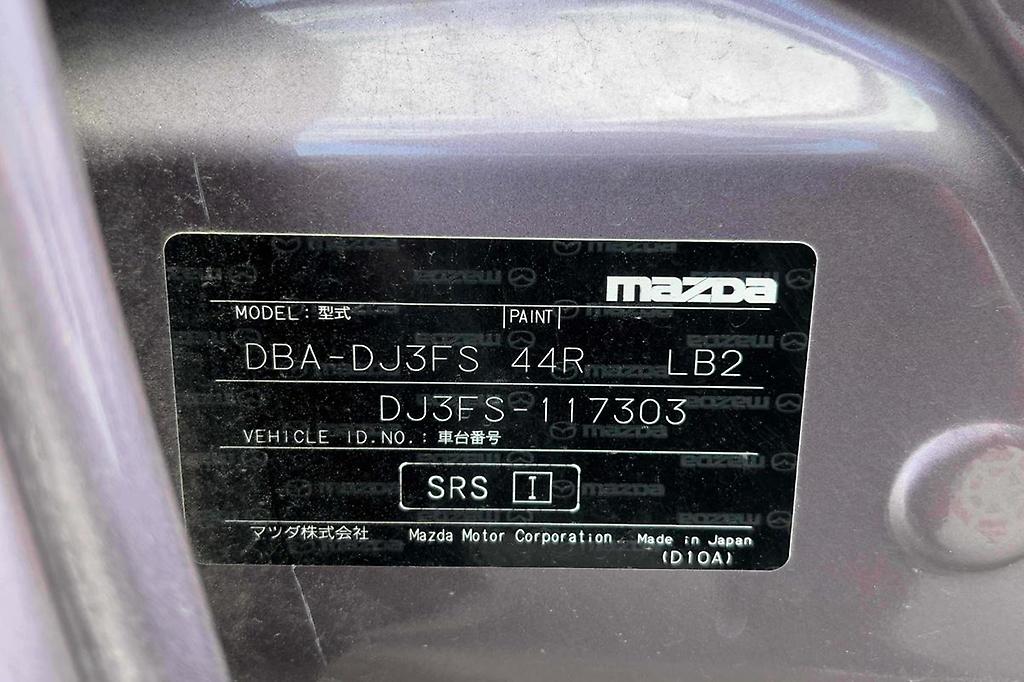 mazda
MODEL : 型式 PAINT
DBA-DJ3FS 44R LB2
DJ3FS-117303
VEHICLE ID.NO. : 車台番号
SRS I
マツダ株式会社 Mazda Motor Corporation Made in Japan
(D10A)